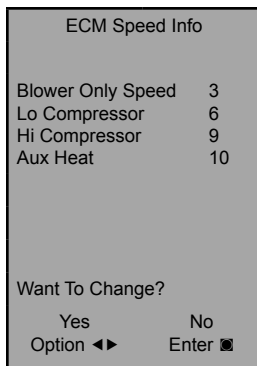 ECM Speed Info
Blower Only Speed 3
Lo Compressor 6
Hi Compressor 9
Aux Heat 10
Want To Change?
Yes No
Option ◄► Enter ◙